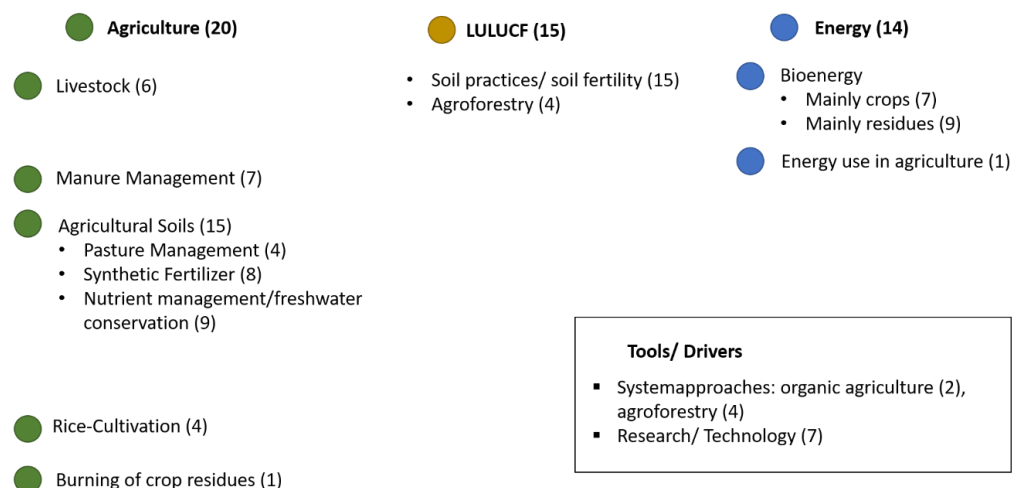 Agriculture (20)
Livestock (6)
Manure Management (7)
Agricultural Soils (15)
• Pasture Management (4)
• Synthetic Fertilizer (8)
• Nutrient management/freshwater
conservation (9)
Rice-Cultivation (4)
Burning of crop residues (1)
LULUCF (15)
• Soil practices/ soil fertility (15)
• Agroforestry (4)
Energy (14)
Bioenergy
• Mainly crops (7)
• Mainly residues (9)
Energy use in agriculture (1)
Tools/ Drivers
▪ Systemapproaches: organic agriculture (2),
agroforestry (4)
▪ Research/ Technology (7)